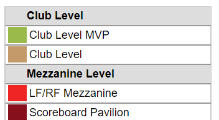 Club Level
Club Level MVP
Club Level
Mezzanine Level
LF/RF Mezzanine
Scoreboard Pavilion